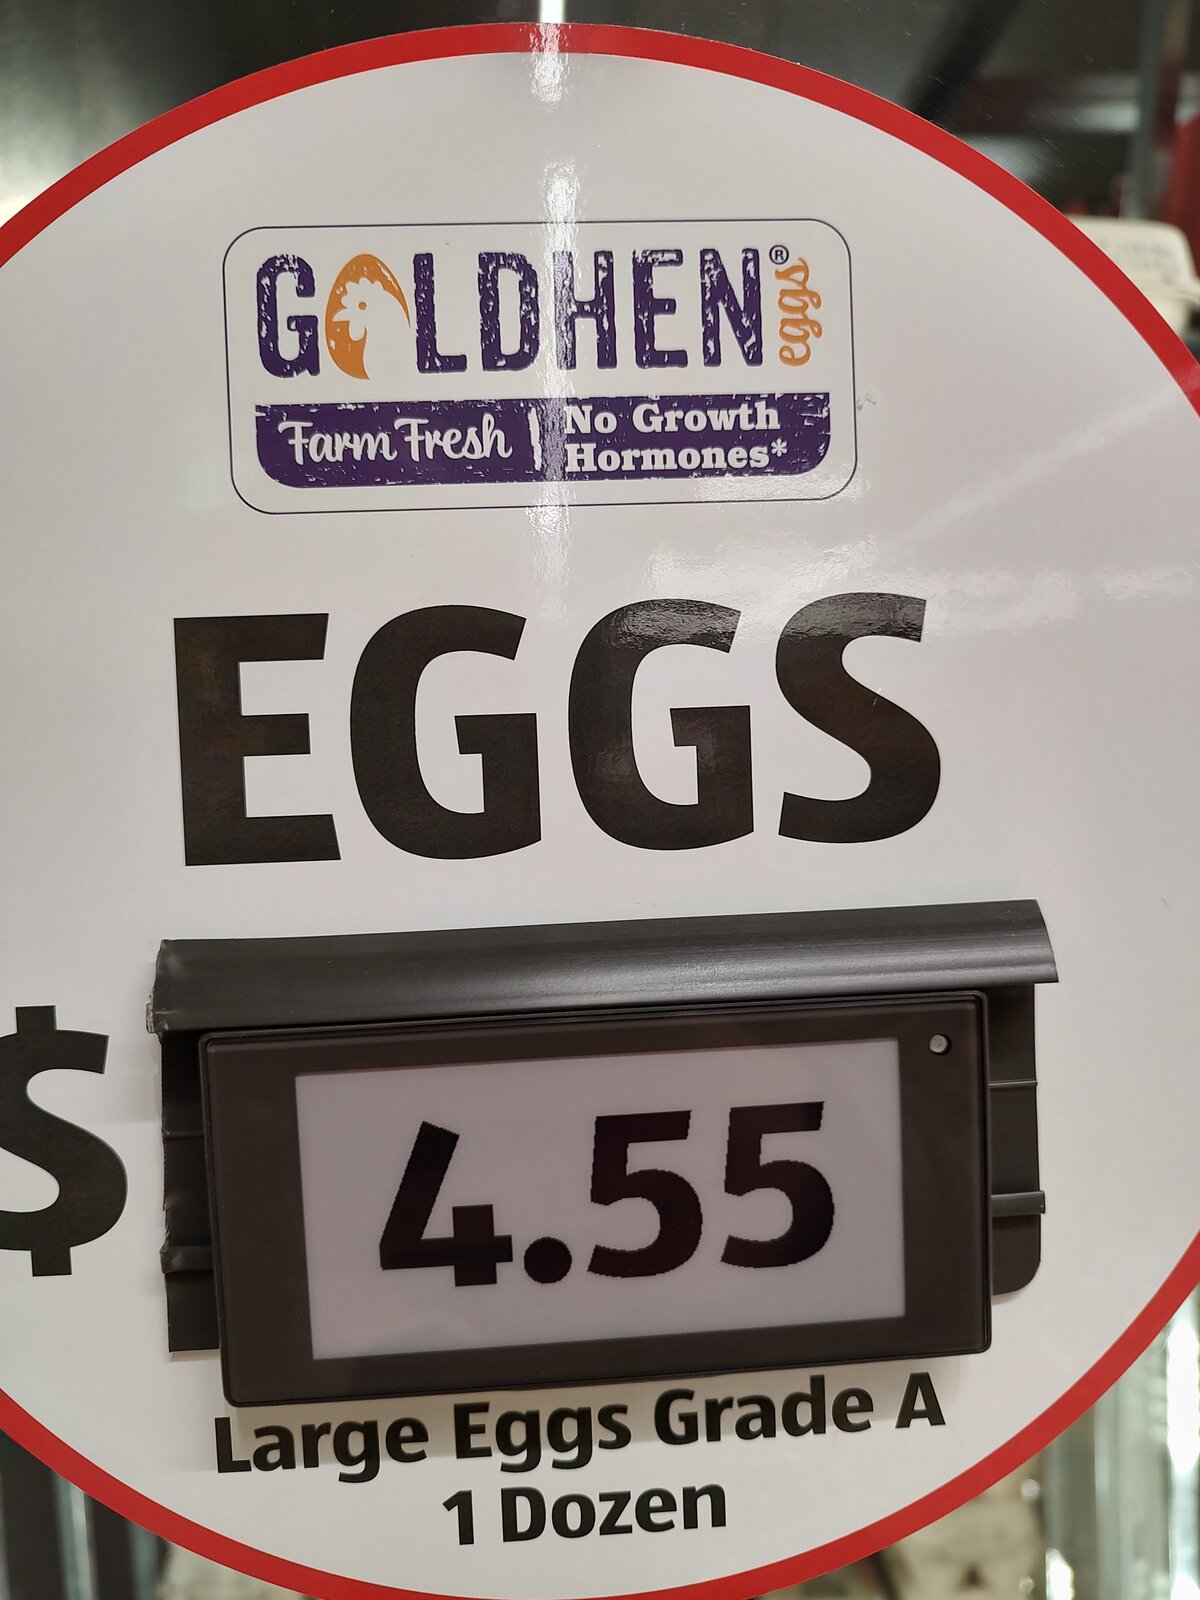 GOLDHEN® eggs
Farm Fresh
No Growth
Hormones*
EGGS
$ 4.55
Large Eggs Grade A
1 Dozen